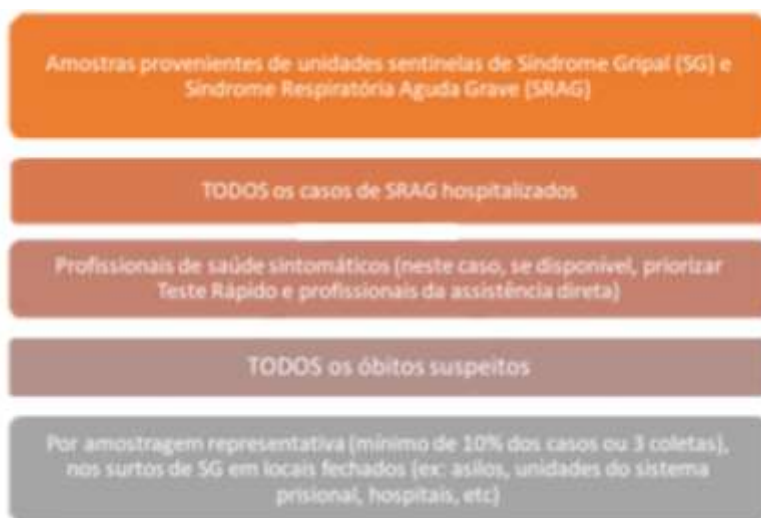 Amostras provenientes de unidades sentinelas de Síndrome Gripal (SG) e
Síndrome Respiratória Aguda Grave (SRAG)
TODOS os casos de SRAG hospitalizados
Profissionais de saúde sintomáticos (neste caso, se disponível, priorizar
Teste Rápido e profissionais da assistência direta)
TODOS os óbitos suspeitos
Por amostragem representativa (mínimo de 10% dos casos ou 3 coletas),
nos surtos de SG em locais fechados (ex: asilos, unidades do sistema
prisional, hospitais, etc)